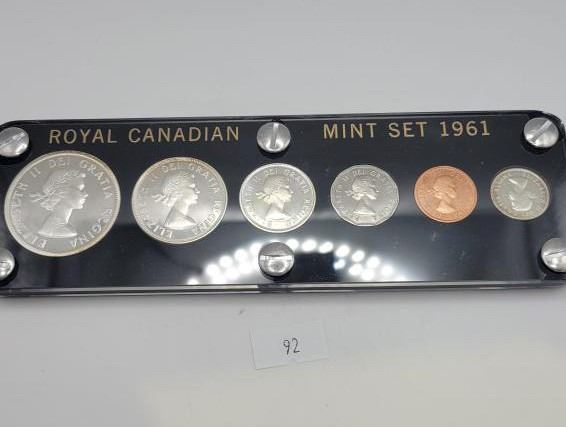 ROYAL CANADIAN MINT SET 1961
ELIZABETH II DEI GRATIA REGINA
ELIZABETH II DEI GRATIA REGINA
92